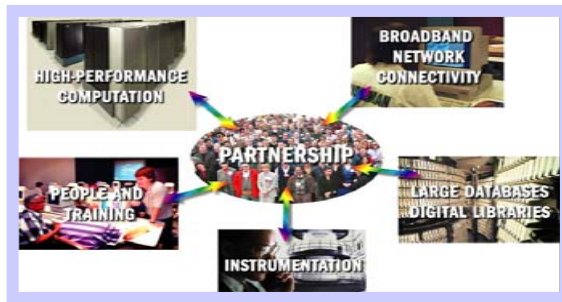 HIGH-PERFORMANCE
COMPUTATION
BROADBAND
NETWORK
CONNECTIVITY
PARTNERSHIP
PEOPLE AND
TRAINING
LARGE DATABASES
DIGITAL LIBRARIES
INSTRUMENTATION